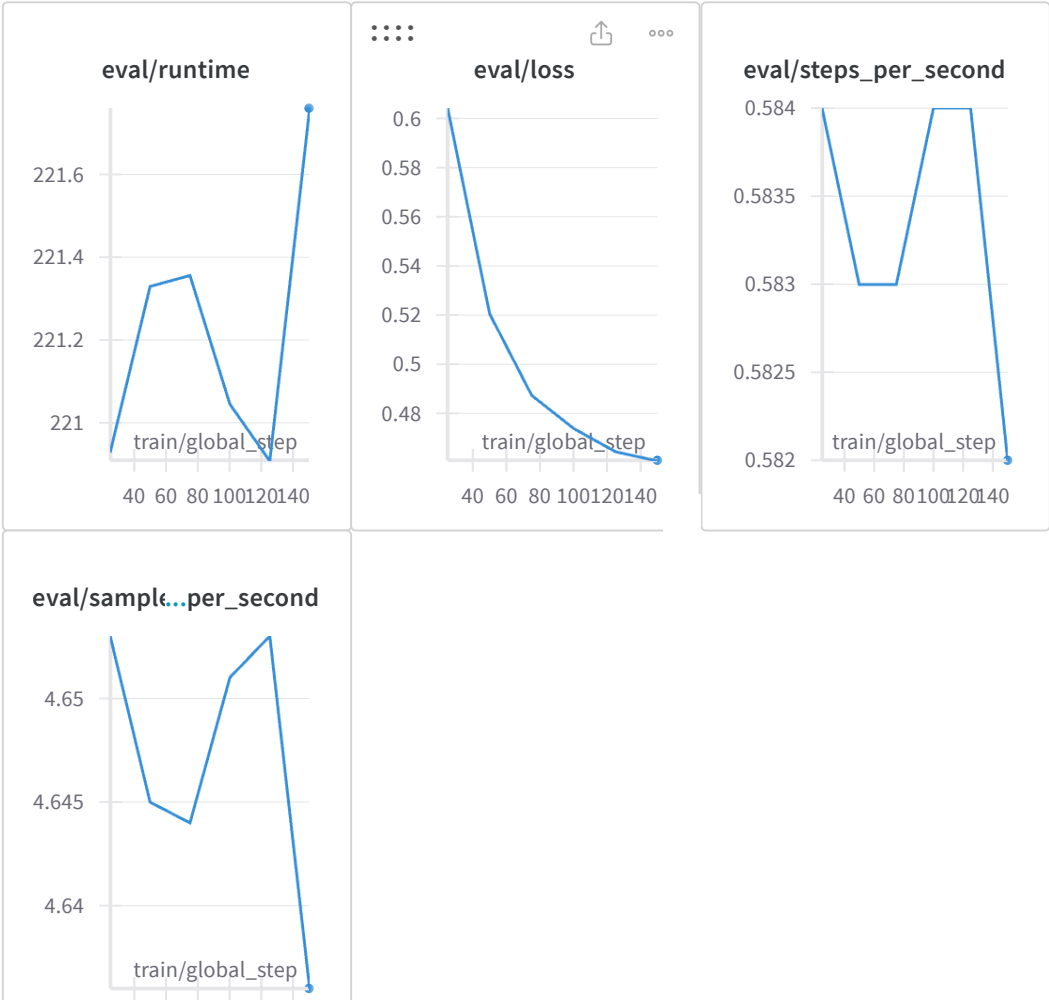 eval/runtime
221.6
221.4
221.2
221
train/global_step
40 60 80 100 120 140
eval/loss
0.6
0.58
0.56
0.54
0.52
0.5
0.48
train/global_step
40 60 80 100 120 140
eval/steps_per_second
0.584
0.5835
0.583
0.5825
0.582
train/global_step
40 60 80 100 120 140
eval/sample...per_second
4.65
4.645
4.64
train/global_step